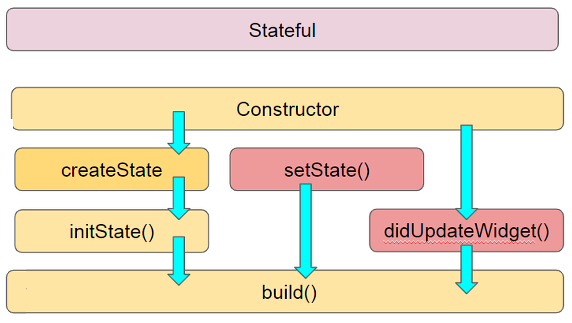 Stateful
Constructor
createState
setState()
initState()
didUpdateWidget()
build()